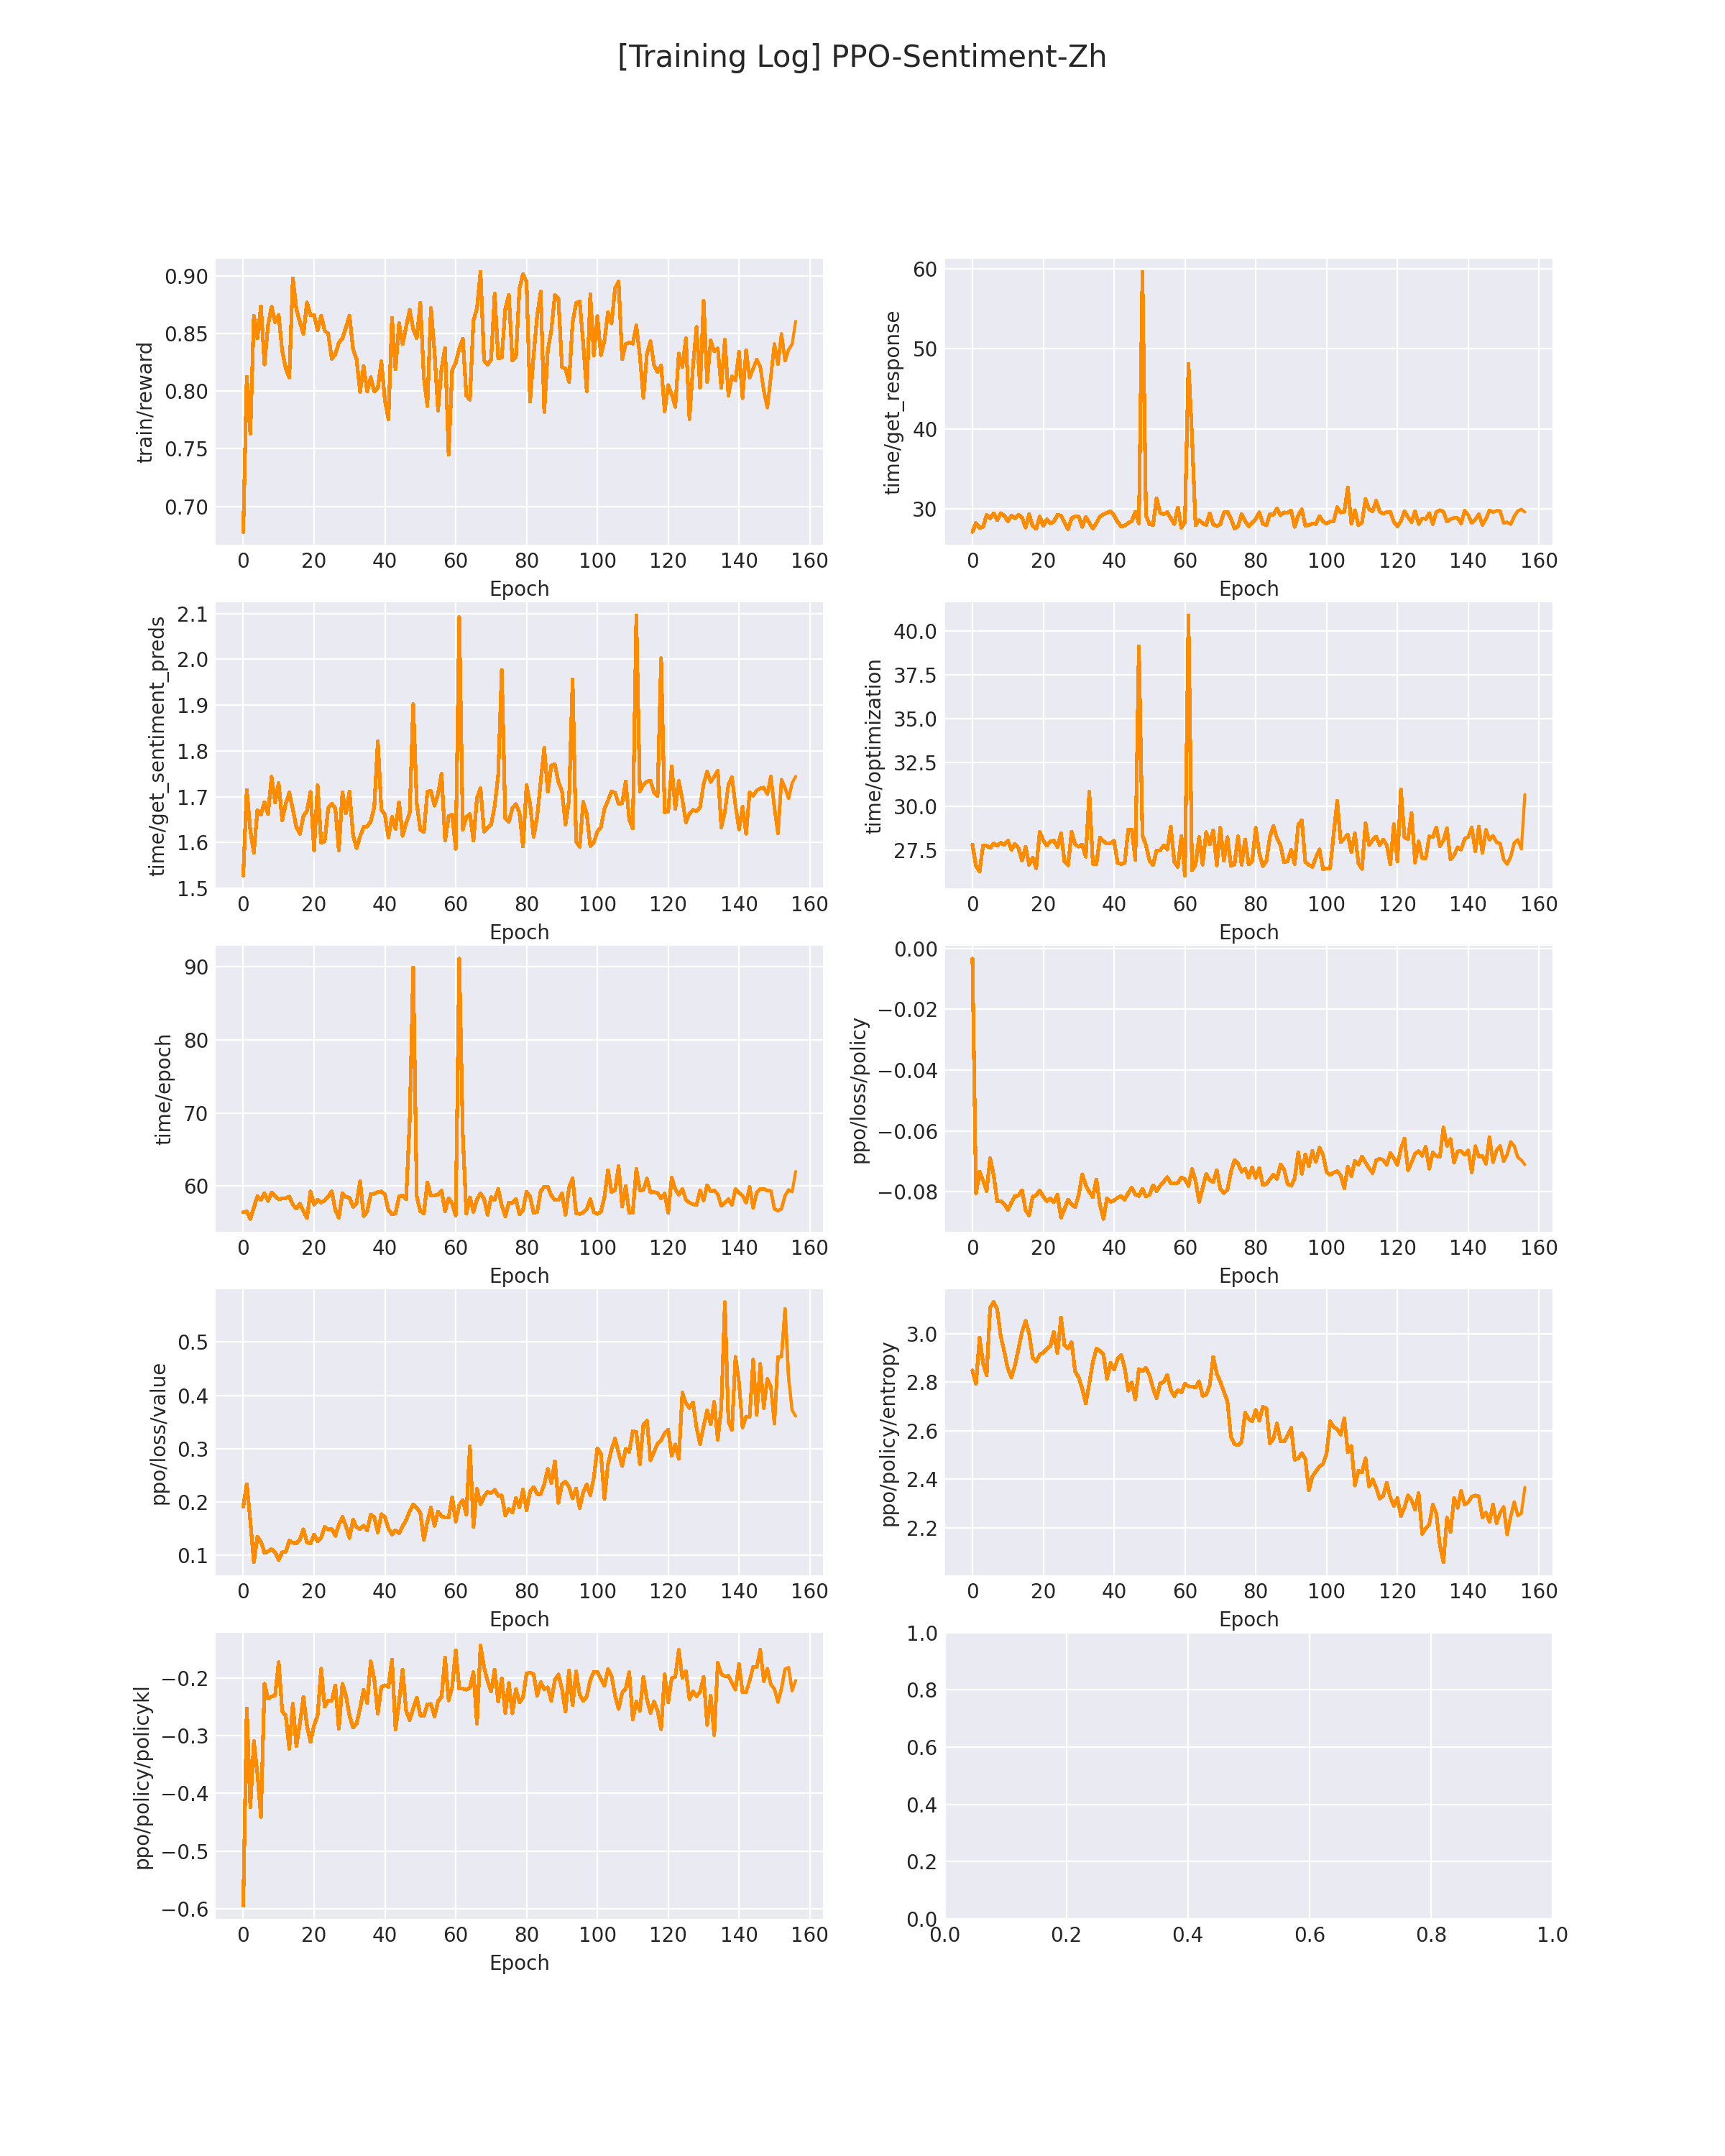 [Training Log] PPO-Sentiment-Zh
train/reward
0.90
0.85
0.80
0.75
0.70
0 20 40 60 80 100 120 140 160
Epoch
time/get_response
60
50
40
30
0 20 40 60 80 100 120 140 160
Epoch
time/get_sentiment_preds
2.1
2.0
1.9
1.8
1.7
1.6
1.5
0 20 40 60 80 100 120 140 160
Epoch
time/optimization
40.0
37.5
35.0
32.5
30.0
27.5
0 20 40 60 80 100 120 140 160
Epoch
time/epoch
90
80
70
60
0 20 40 60 80 100 120 140 160
Epoch
ppo/loss/policy
0.00
−0.02
−0.04
−0.06
−0.08
0 20 40 60 80 100 120 140 160
Epoch
ppo/loss/value
0.5
0.4
0.3
0.2
0.1
0 20 40 60 80 100 120 140 160
Epoch
ppo/policy/entropy
3.0
2.8
2.6
2.4
2.2
0 20 40 60 80 100 120 140 160
Epoch
ppo/policy/policykl
−0.2
−0.3
−0.4
−0.5
−0.6
0 20 40 60 80 100 120 140 160
Epoch
1.0
0.8
0.6
0.4
0.2
0.0
0.0 0.2 0.4 0.6 0.8 1.0